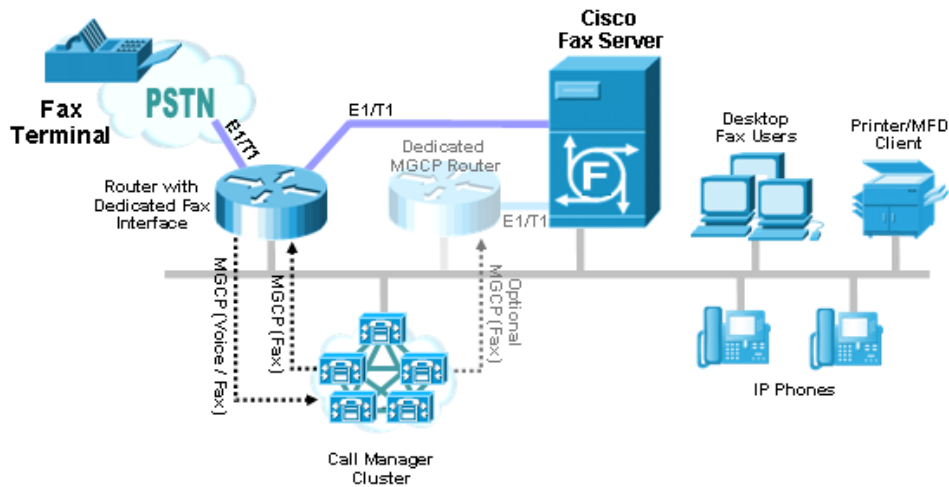 Cisco
Fax Server
PSTN
Fax
Terminal
E1/T1
E1/T1
Dedicated
MGCP Router
E1/T1
F
Desktop
Fax Users
Printer/MFD
Client
Router with
Dedicated Fax
Interface
MGCP (Voice / Fax)
MGCP (Fax)
Optional
MGCP (Fax)
IP Phones
Call Manager
Cluster